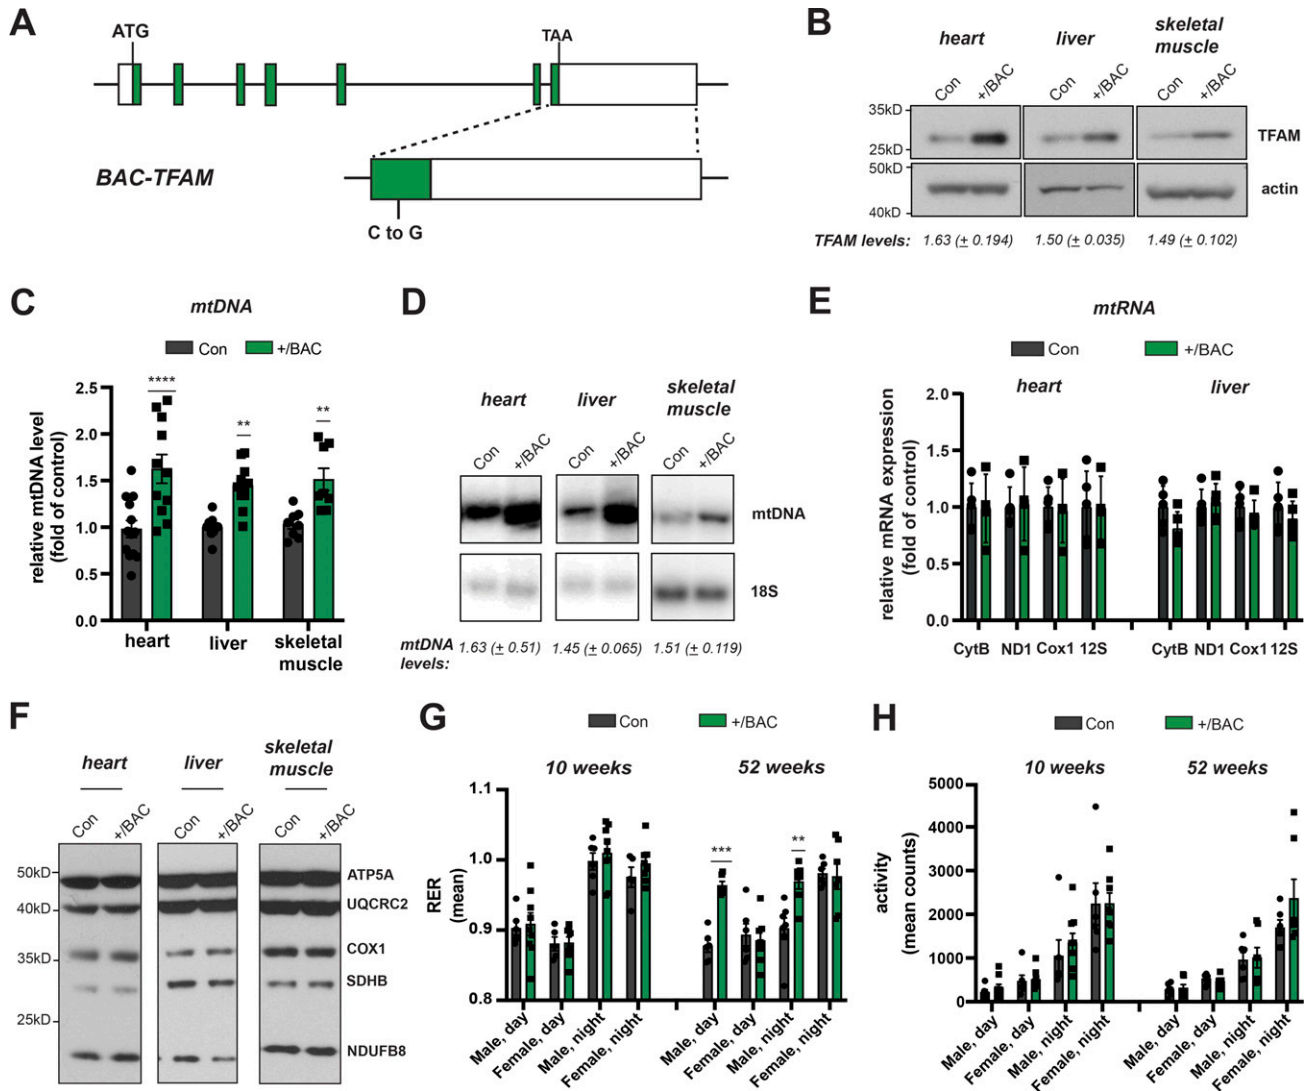 A
ATG
TAA
BAC-TFAM
C to G
B
heart liver skeletal muscle
Con +/BAC Con +/BAC Con +/BAC
35kD
25kD
TFAM
50kD
40kD
actin
TFAM levels: 1.63 (± 0.194) 1.50 (± 0.035) 1.49 (± 0.102)
C
mtDNA
Con +/BAC
relative mtDNA level
(fold of control)
2.5
2.0
1.5
1.0
0.5
0.0
**** ** **
heart liver skeletal
muscle
D
heart liver skeletal
muscle
Con +/BAC Con +/BAC Con +/BAC
mtDNA
18S
mtDNA levels: 1.63 (± 0.51) 1.45 (± 0.065) 1.51 (± 0.119)
E
mtRNA
Con +/BAC
heart liver
relative mRNA expression
(fold of control)
2.0
1.5
1.0
0.5
0.0
CytB ND1 Cox1 12S CytB ND1 Cox1 12S
F
heart liver skeletal
muscle
Con +/BAC Con +/BAC Con +/BAC
50kD
40kD
35kD
25kD
ATP5A
UQCRC2
COX1
SDHB
NDUFB8
G
Con +/BAC
10 weeks 52 weeks
RER
(mean)
1.1
1.0
0.9
0.8
*** **
Male, day Female, day Male, night Female, night Male, day Female, day Male, night Female, night
H
Con +/BAC
10 weeks 52 weeks
activity
(mean counts)
5000
4000
3000
2000
1000
0
Male, day Female, day Male, night Female, night Male, day Female, day Male, night Female, night